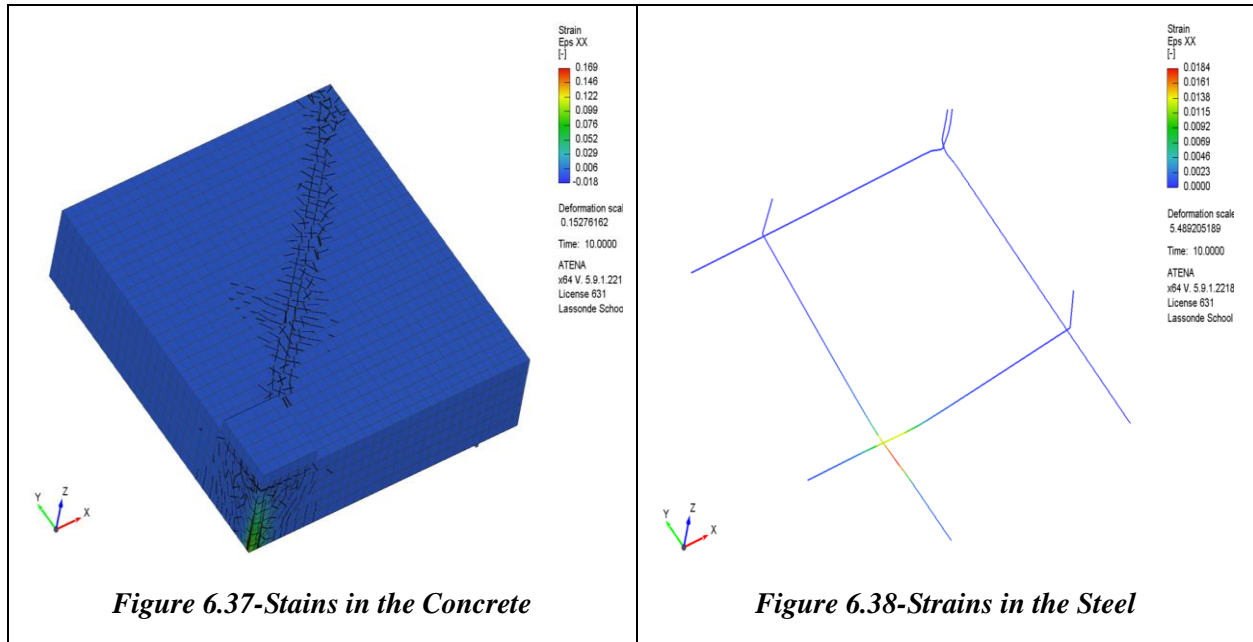 Strain
Eps XX
[-]
0.169
0.146
0.122
0.099
0.076
0.052
0.029
0.006
-0.018
Deformation scal
0.15276162
Time: 10.0000
ATENA
x64 V. 5.9.1.221
License 631
Lassonde Schoo
Y
Z
X
Figure 6.37-Stains in the Concrete
Strain
Eps XX
[-]
0.0184
0.0161
0.0138
0.0115
0.0092
0.0069
0.0046
0.0023
0.0000
Deformation scale
5.489205189
Time: 10.0000
ATENA
x64 V. 5.9.1.2218
License 631
Lassonde School
Y
Z
X
Figure 6.38-Strains in the Steel